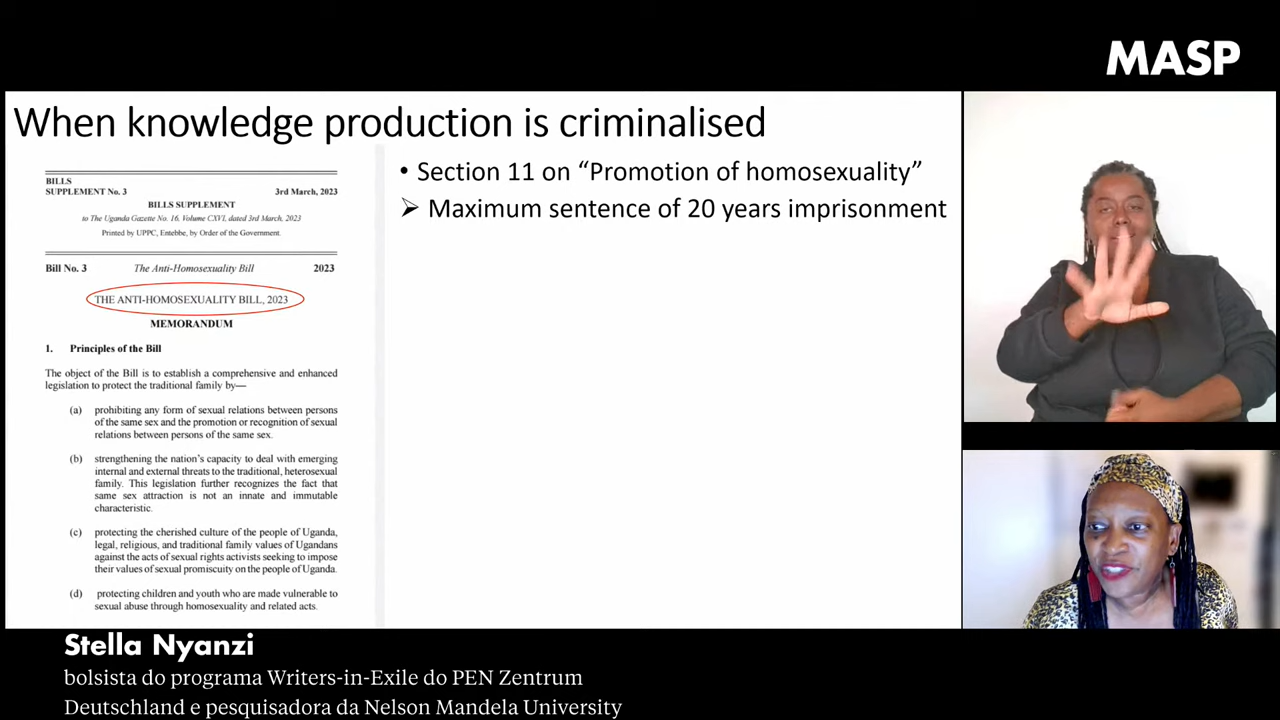 MASP
When knowledge production is criminalised
BILLS
SUPPLEMENT No. 3 3rd March, 2023
BILLS SUPPLEMENT
to The Uganda Gazette No. 16, Volume CXVI, dated 3rd March, 2023
Printed by UPPC, Entebbe, by Order of the Government.
Bill No. 3 The Anti-Homosexuality Bill 2023
THE ANTI-HOMOSEXUALITY BILL, 2023
MEMORANDUM
1. Principles of the Bill
The object of the Bill is to establish a comprehensive and enhanced
legislation to protect the traditional family by—
(a) prohibiting any form of sexual relations between persons
of the same sex and the promotion or recognition of sexual
relations between persons of the same sex.
(b) strengthening the nation's capacity to deal with emerging
internal and external threats to the traditional, heterosexual
family. This legislation further recognizes the fact that
same sex attraction is not an innate and immutable
characteristic.
(c) protecting the cherished culture of the people of Uganda,
legal, religious, and traditional family values of Ugandans
against the acts of sexual rights activists seeking to impose
their values of sexual promiscuity on the people of Uganda.
(d) protecting children and youth who are made vulnerable to
sexual abuse through homosexuality and related acts.
• Section 11 on “Promotion of homosexuality”
➢ Maximum sentence of 20 years imprisonment
Stella Nyanzi
bolsista do programa Writers-in-Exile do PEN Zentrum
Deutschland e pesquisadora da Nelson Mandela University